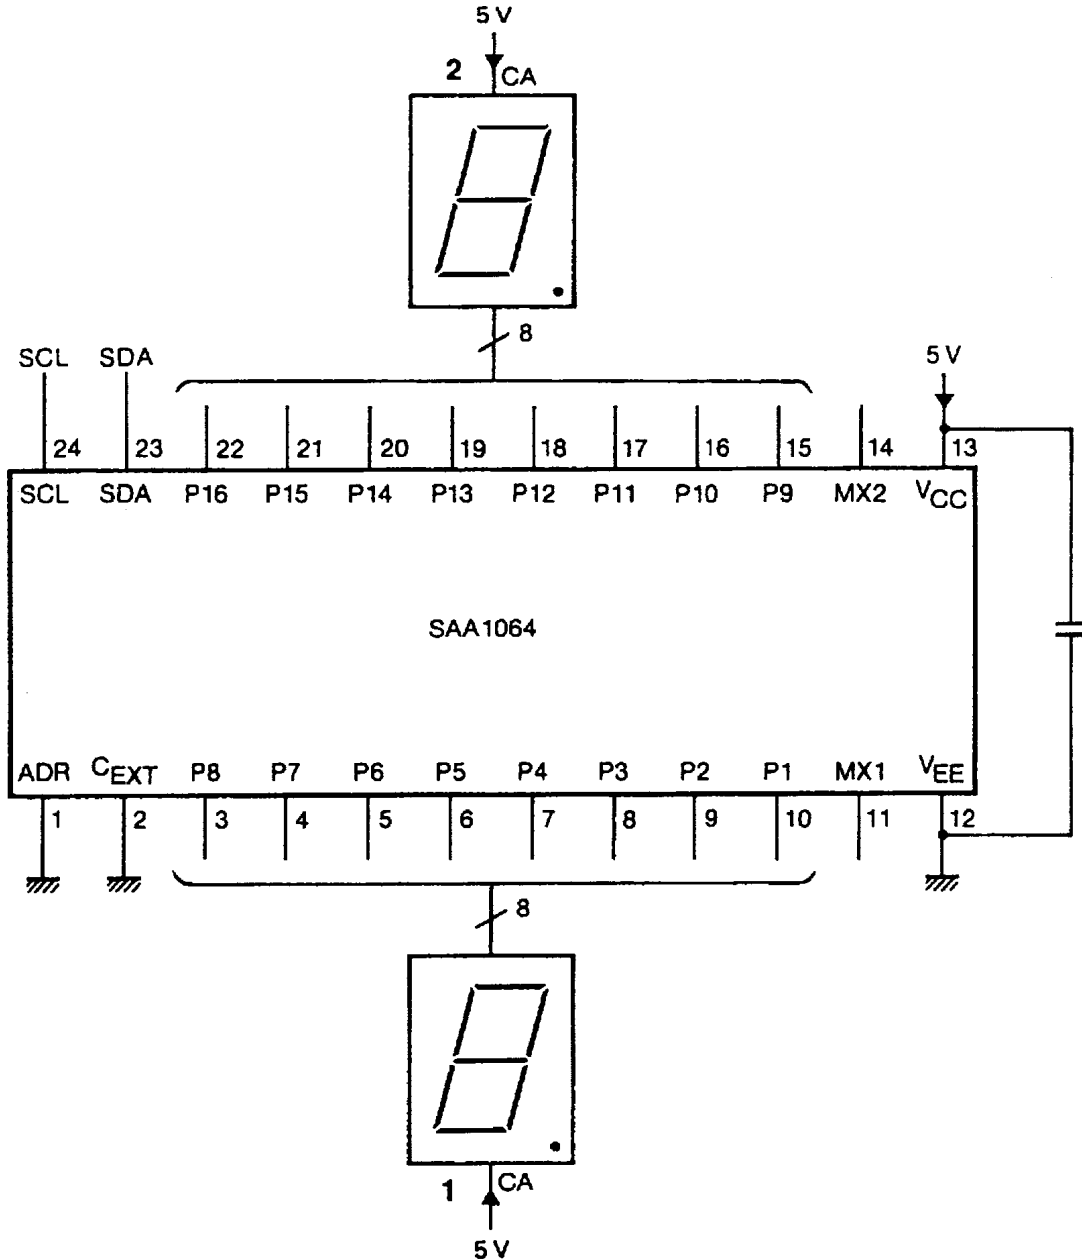 5 V
2 CA
8
SCL SDA 5 V
24 23 22 21 20 19 18 17 16 15 14 13
SCL SDA P16 P15 P14 P13 P12 P11 P10 P9 MX2 VCC
SAA1064
ADR CEXT P8 P7 P6 P5 P4 P3 P2 P1 MX1 VEE
1 2 3 4 5 6 7 8 9 10 11 12
8
1 CA
5 V